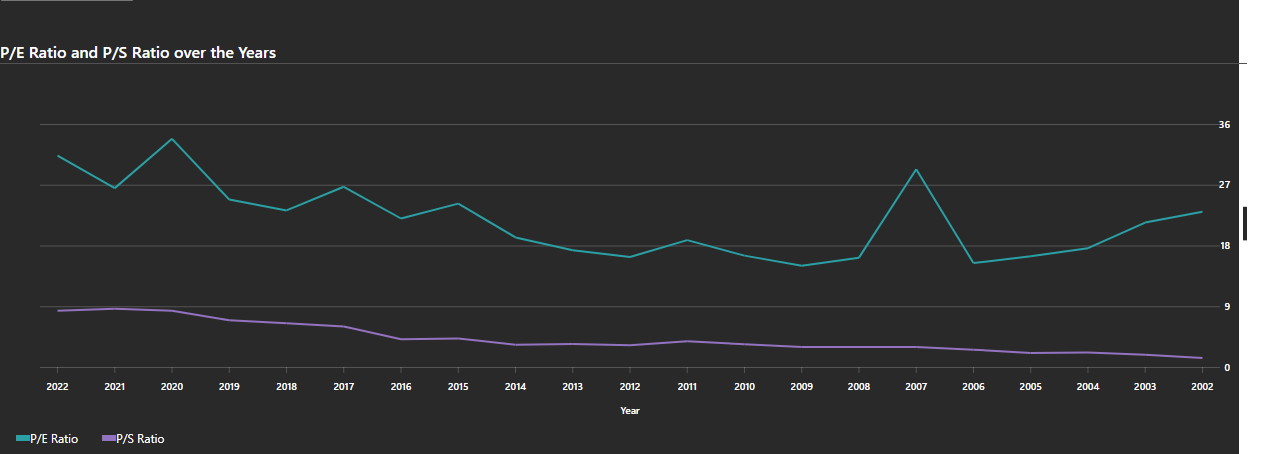 P/E Ratio and P/S Ratio over the Years
36
27
18
9
0
2022 2021 2020 2019 2018 2017 2016 2015 2014 2013 2012 2011 2010 2009 2008 2007 2006 2005 2004 2003 2002
Year
P/E Ratio P/S Ratio